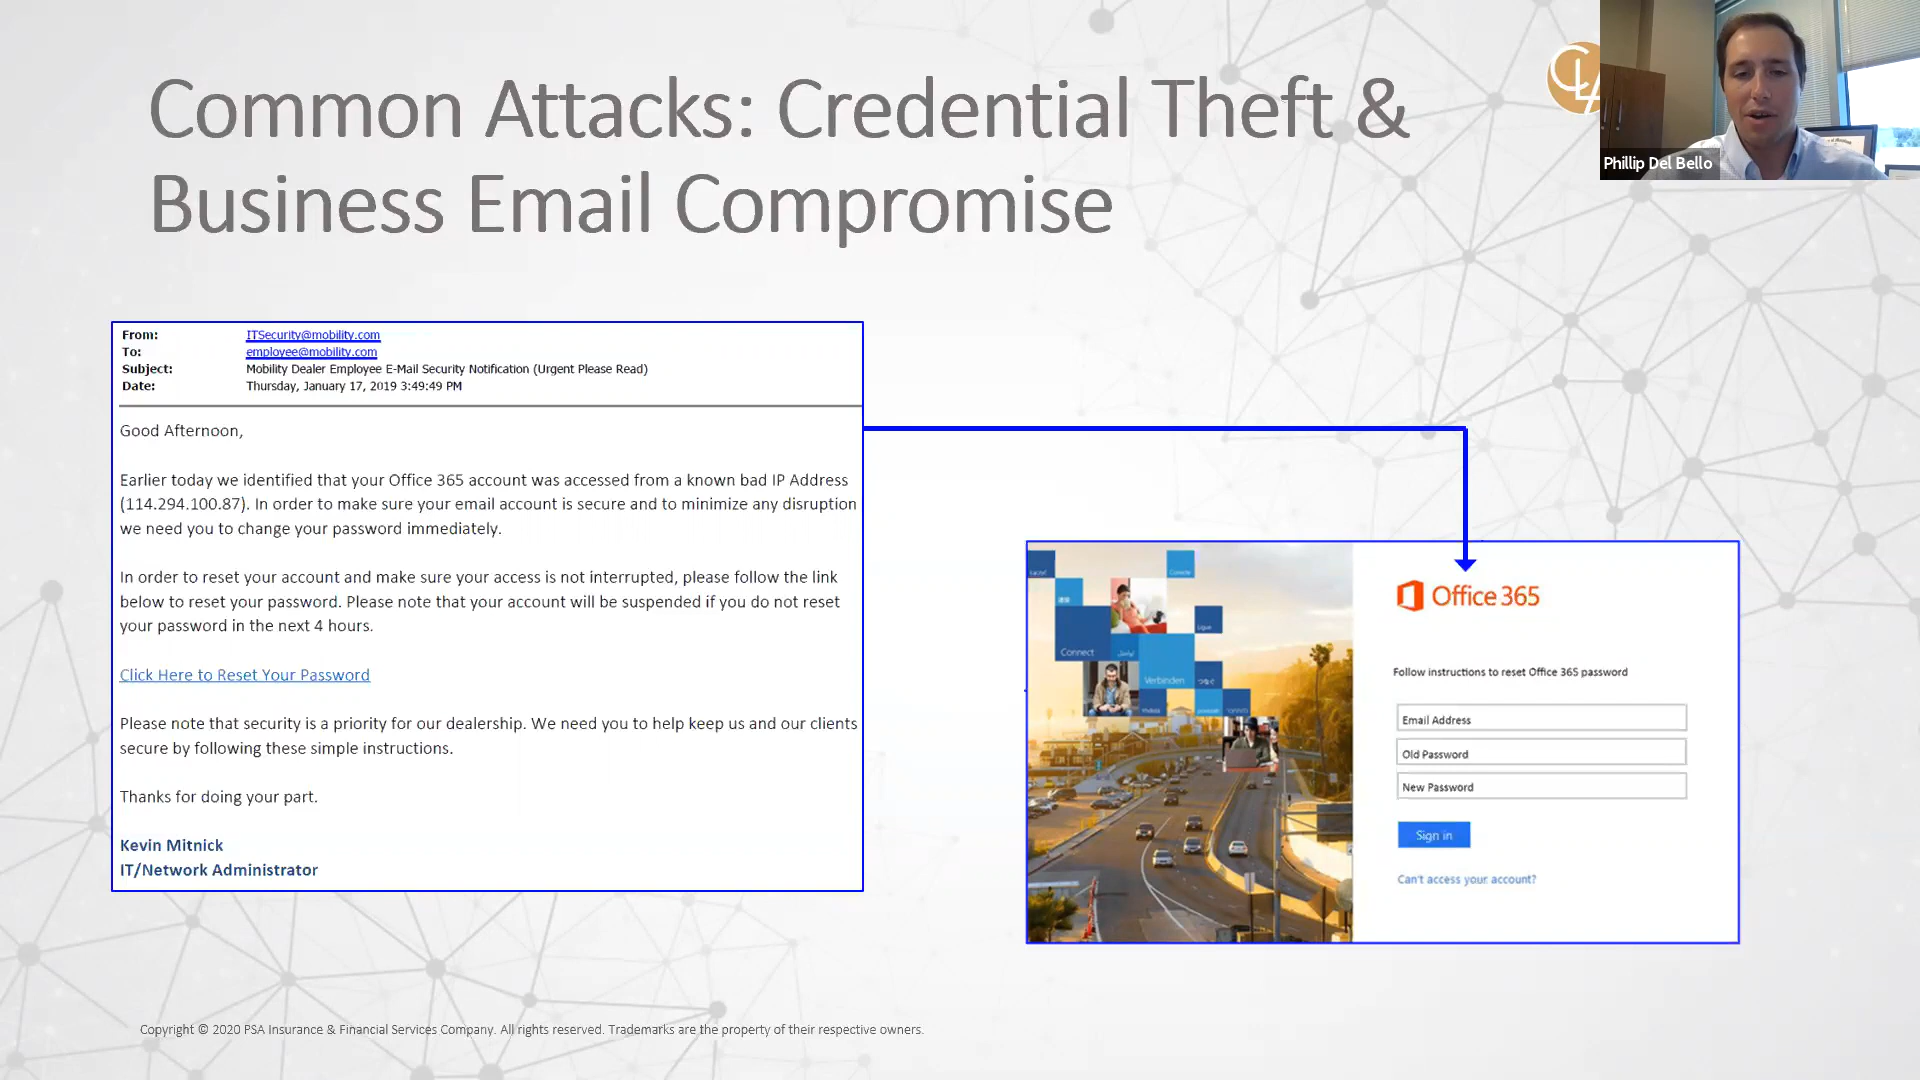 Common Attacks: Credential Theft &
Business Email Compromise
CLA
Phillip Del Bello
From: ITSecurity@mobility.com
To: employee@mobility.com
Subject: Mobility Dealer Employee E-Mail Security Notification (Urgent Please Read)
Date: Thursday, January 17, 2019 3:49:49 PM
Good Afternoon,
Earlier today we identified that your Office 365 account was accessed from a known bad IP Address
(114.294.100.87). In order to make sure your email account is secure and to minimize any disruption
we need you to change your password immediately.
In order to reset your account and make sure your access is not interrupted, please follow the link
below to reset your password. Please note that your account will be suspended if you do not reset
your password in the next 4 hours.
Click Here to Reset Your Password
Please note that security is a priority for our dealership. We need you to help keep us and our clients
secure by following these simple instructions.
Thanks for doing your part.
Kevin Mitnick
IT/Network Administrator
Connect
Verbinden
Office 365
Follow instructions to reset Office 365 password
Email Address
Old Password
New Password
Sign in
Can't access your account?
Copyright © 2020 PSA Insurance & Financial Services Company. All rights reserved. Trademarks are the property of their respective owners.